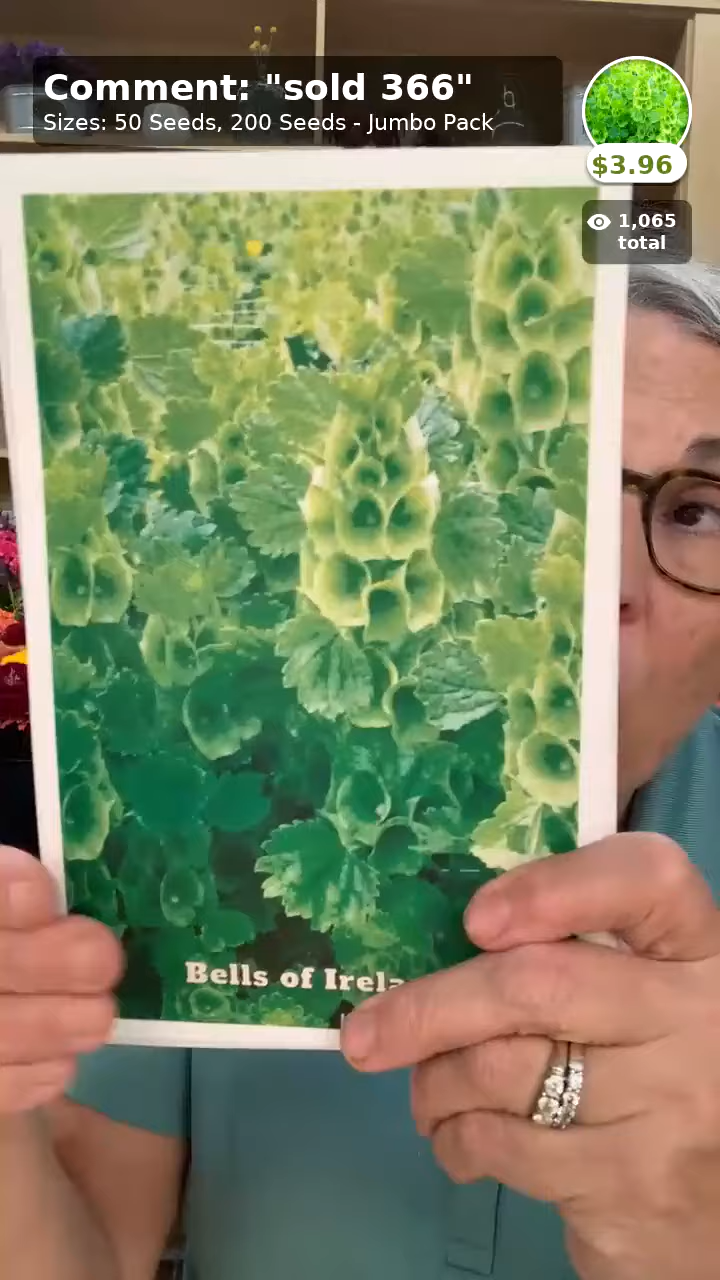 Comment: "sold 366"
Sizes: 50 Seeds, 200 Seeds - Jumbo Pack
$3.96
1,065
total
Bells of Irela